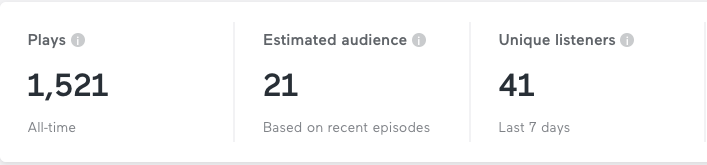 Plays
1,521
All-time
Estimated audience
21
Based on recent episodes
Unique listeners
41
Last 7 days